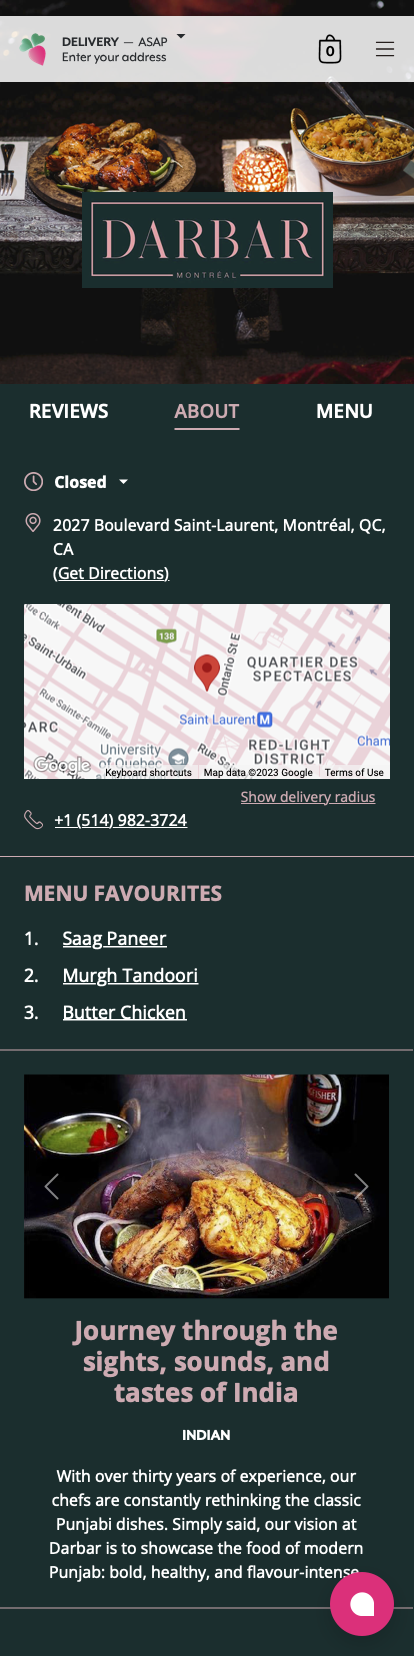 DELIVERY — ASAP
Enter your address
0
DARBAR
MONTRÉAL
REVIEWS
ABOUT
MENU
Closed
2027 Boulevard Saint-Laurent, Montréal, QC,
CA
(Get Directions)
Rue Clark
rent Blvd
138
Saint-Urbain
Ontario St E
QUARTIER DES
SPECTACLES
Rue Sainte-Famille
Saint Laurent M
PARC
University
of Quebec
Rue Sa
RED-LIGHT
DISTRICT
Cham
Google
Keyboard shortcuts
Map data ©2023 Google
Terms of Use
Show delivery radius
+1 (514) 982-3724
MENU FAVOURITES
1. Saag Paneer
2. Murgh Tandoori
3. Butter Chicken
Journey through the
sights, sounds, and
tastes of India
INDIAN
With over thirty years of experience, our
chefs are constantly rethinking the classic
Punjabi dishes. Simply said, our vision at
Darbar is to showcase the food of modern
Punjab: bold, healthy, and flavour-intense.